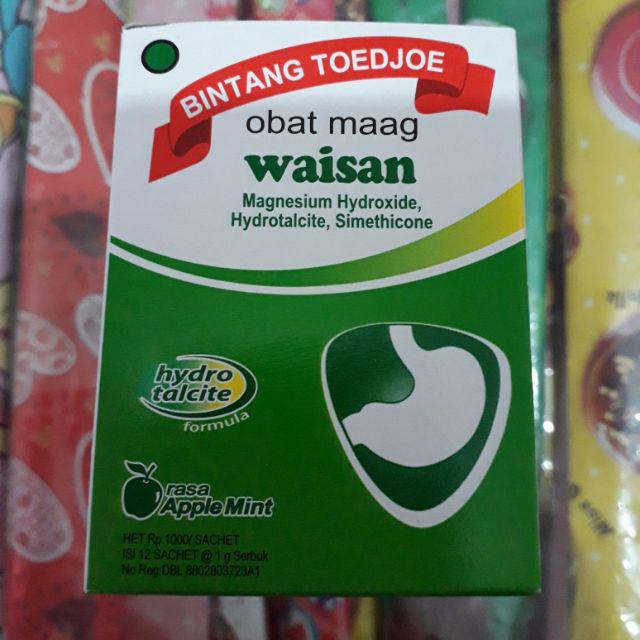 BINTANG TOEDJOE
obat maag
waisan
Magnesium Hydroxide,
Hydrotalcite, Simethicone
hydro
talcite
formula
rasa
Apple Mint
HET Rp 1000/ SACHET
ISI 12 SACHET @ 1 g Serbuk
No Reg DBL 8802803723A1